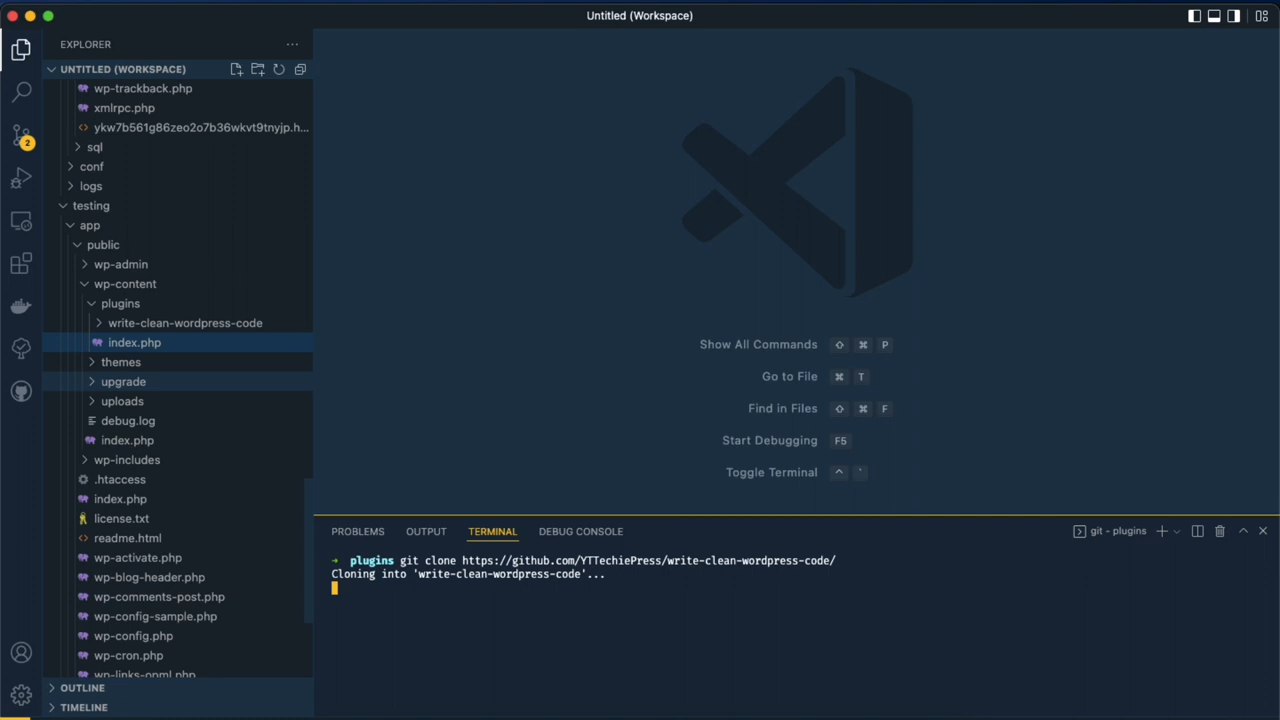 Untitled (Workspace)
EXPLORER
UNTITLED (WORKSPACE)
wp-trackback.php
xmlrpc.php
ykw7b561g86zeo2o7b36wkvt9tnyjp.h...
sql
2
conf
logs
testing
app
public
wp-admin
wp-content
plugins
write-clean-wordpress-code
index.php
themes
upgrade
uploads
debug.log
index.php
wp-includes
.htaccess
index.php
license.txt
readme.html
wp-activate.php
wp-blog-header.php
wp-comments-post.php
wp-config-sample.php
wp-config.php
wp-cron.php
wp-links-opml.php
OUTLINE
TIMELINE
Show All Commands ⇧ ⌘ P
Go to File ⌘ T
Find in Files ⇧ ⌘ F
Start Debugging F5
Toggle Terminal ^ `
PROBLEMS OUTPUT TERMINAL DEBUG CONSOLE git - plugins
→ plugins git clone https://github.com/YTTechiePress/write-clean-wordpress-code/
Cloning into 'write-clean-wordpress-code'...